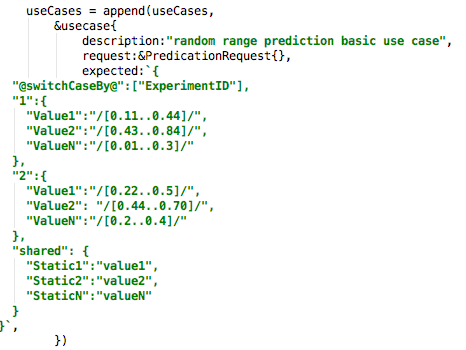 useCases = append(useCases,
&usecase{
description:"random range prediction basic use case",
request:&PredicationRequest{},
expected:`{
"@switchCaseBy@":["ExperimentID"],
"1":{
"Value1":"/[0.11..0.44]/",
"Value2":"/[0.43..0.84]/",
"ValueN":"/[0.01..0.3]/"
},
"2":{
"Value1":"/[0.22..0.5]/",
"Value2": "/[0.44..0.70]/",
"ValueN":"/[0.2..0.4]/"
},
"shared": {
"Static1":"value1",
"Static2":"value2",
"StaticN":"valueN"
}
}`,
})